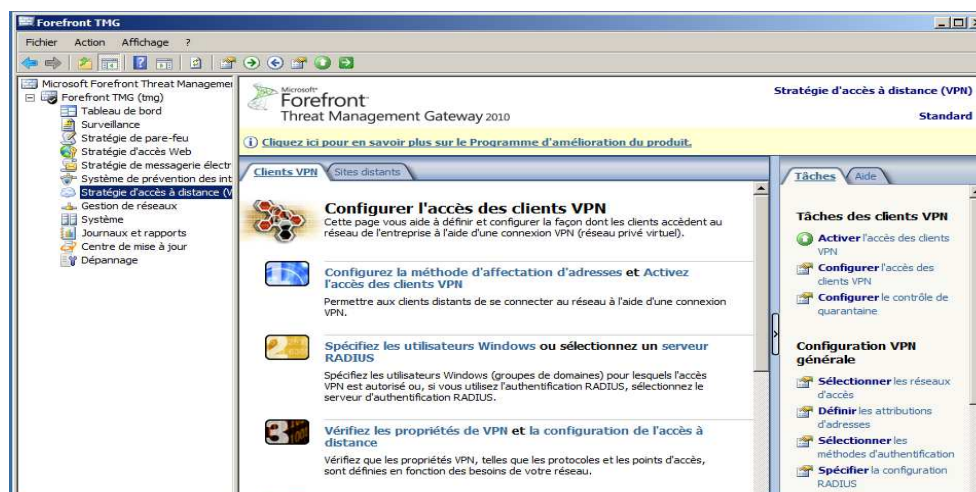 Forefront TMG
Fichier Action Affichage ?
Microsoft Forefront Threat Managemen
Forefront TMG (tmg)
Tableau de bord
Surveillance
Stratégie de pare-feu
Stratégie d'accès Web
Stratégie de messagerie électr
Système de prévention des int
Stratégie d'accès à distance (V
Gestion de réseaux
Système
Journaux et rapports
Centre de mise à jour
Dépannage
Microsoft
Forefront
Threat Management Gateway 2010
Stratégie d'accès à distance (VPN)
Standard
Cliquez ici pour en savoir plus sur le Programme d'amélioration du produit.
Clients VPN Sites distants
Configurer l'accès des clients VPN
Cette page vous aide à définir et configurer la façon dont les clients accèdent au
réseau de l'entreprise à l'aide d'une connexion VPN (réseau privé virtuel).
1
Configurez la méthode d'affectation d'adresses et Activez
l'accès des clients VPN
Permettre aux clients distants de se connecter au réseau à l'aide d'une connexion
VPN.
2
Spécifiez les utilisateurs Windows ou sélectionnez un serveur
RADIUS
Spécifiez les utilisateurs Windows (groupes de domaines) pour lesquels l'accès
VPN est autorisé ou, si vous utilisez l'authentification RADIUS, sélectionnez le
serveur d'authentification RADIUS.
3
Vérifiez les propriétés de VPN et la configuration de l'accès à
distance
Vérifiez que les propriétés VPN, telles que les protocoles et les points d'accès,
sont définies en fonction des besoins de votre réseau.
Tâches Aide
Tâches des clients VPN
Activer l'accès des clients
VPN
Configurer l'accès des
clients VPN
Configurer le contrôle de
quarantaine
Configuration VPN
générale
Sélectionner les réseaux
d'accès
Définir les attributions
d'adresses
Sélectionner les
méthodes d'authentification
Spécifier la configuration
RADIUS